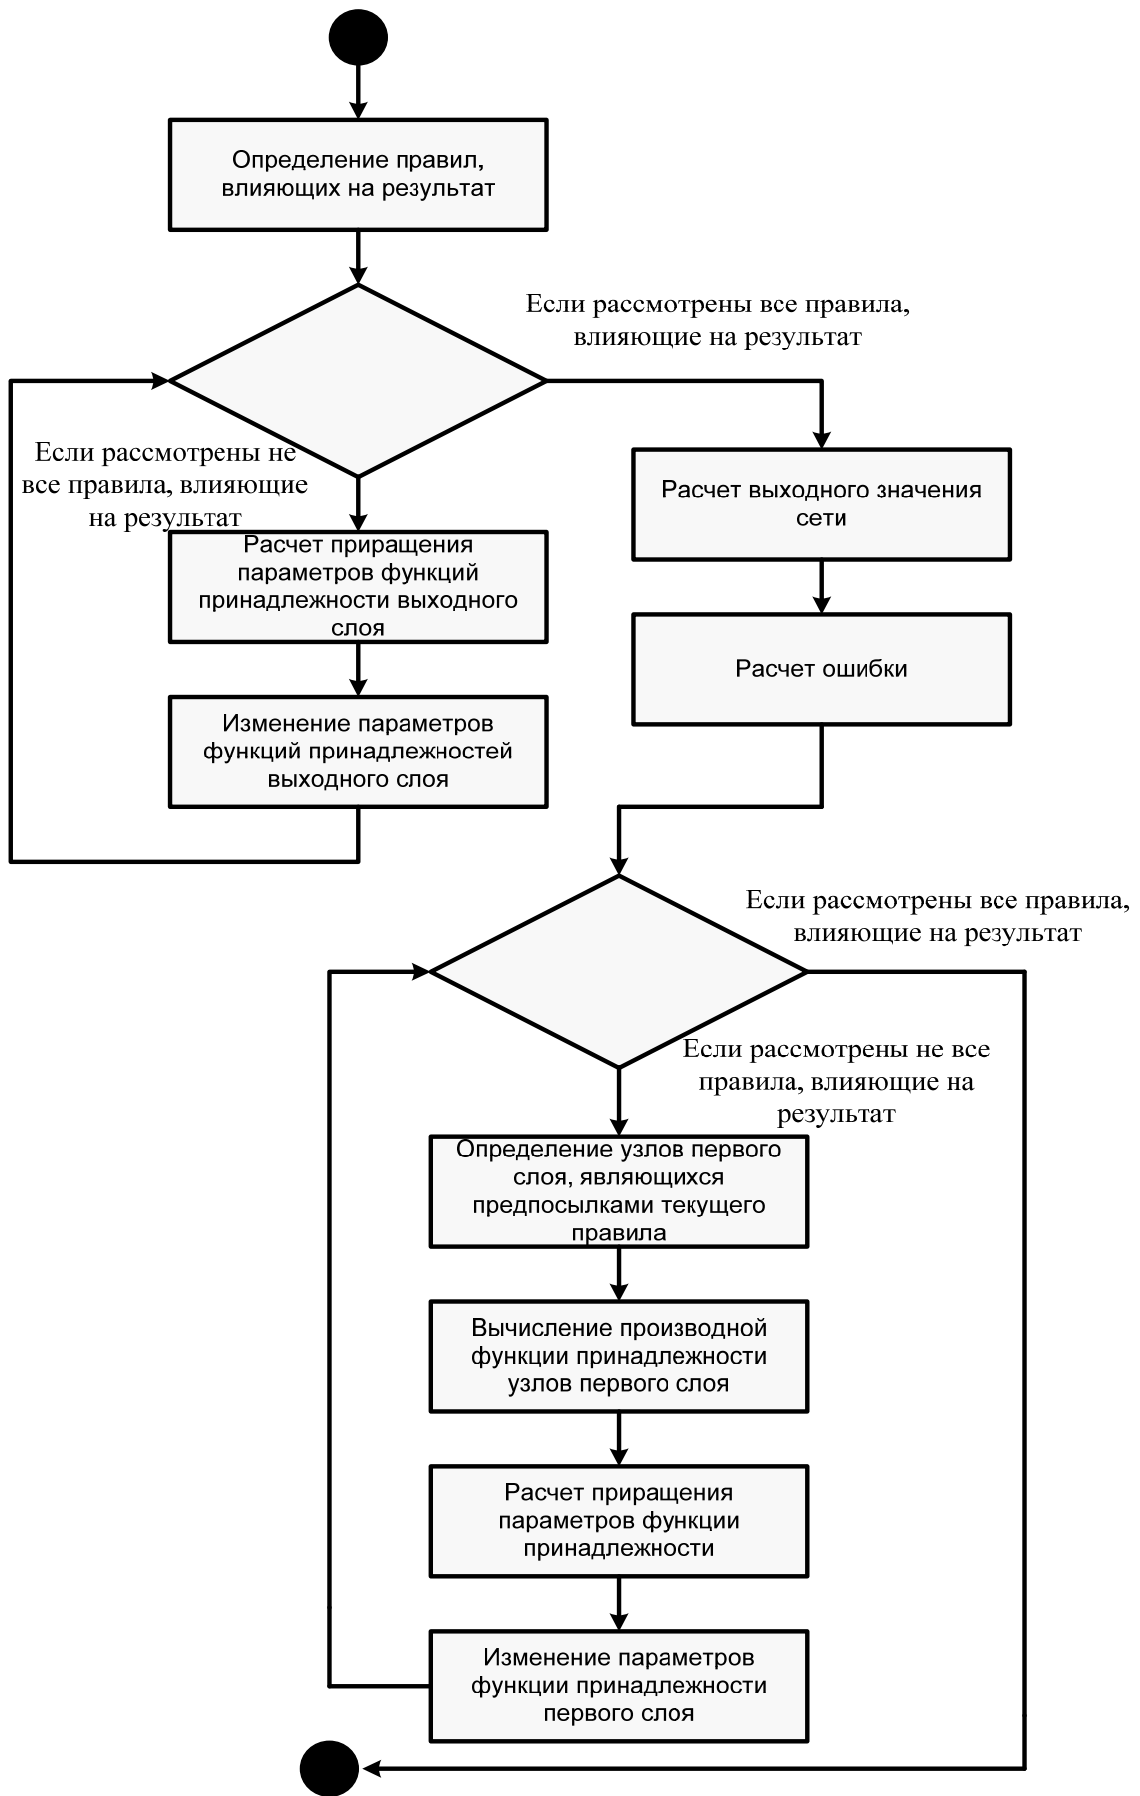 Определение правил,
влияющих на результат
Если рассмотрены все правила,
влияющие на результат
Если рассмотрены не
все правила, влияющие
на результат
Расчет приращения
параметров функций
принадлежности выходного
слоя
Изменение параметров
функций принадлежностей
выходного слоя
Расчет выходного значения
сети
Расчет ошибки
Если рассмотрены все правила,
влияющие на результат
Если рассмотрены не все
правила, влияющие на
результат
Определение узлов первого
слоя, являющихся
предпосылками текущего
правила
Вычисление производной
функции принадлежности
узлов первого слоя
Расчет приращения
параметров функции
принадлежности
Изменение параметров
функции принадлежности
первого слоя